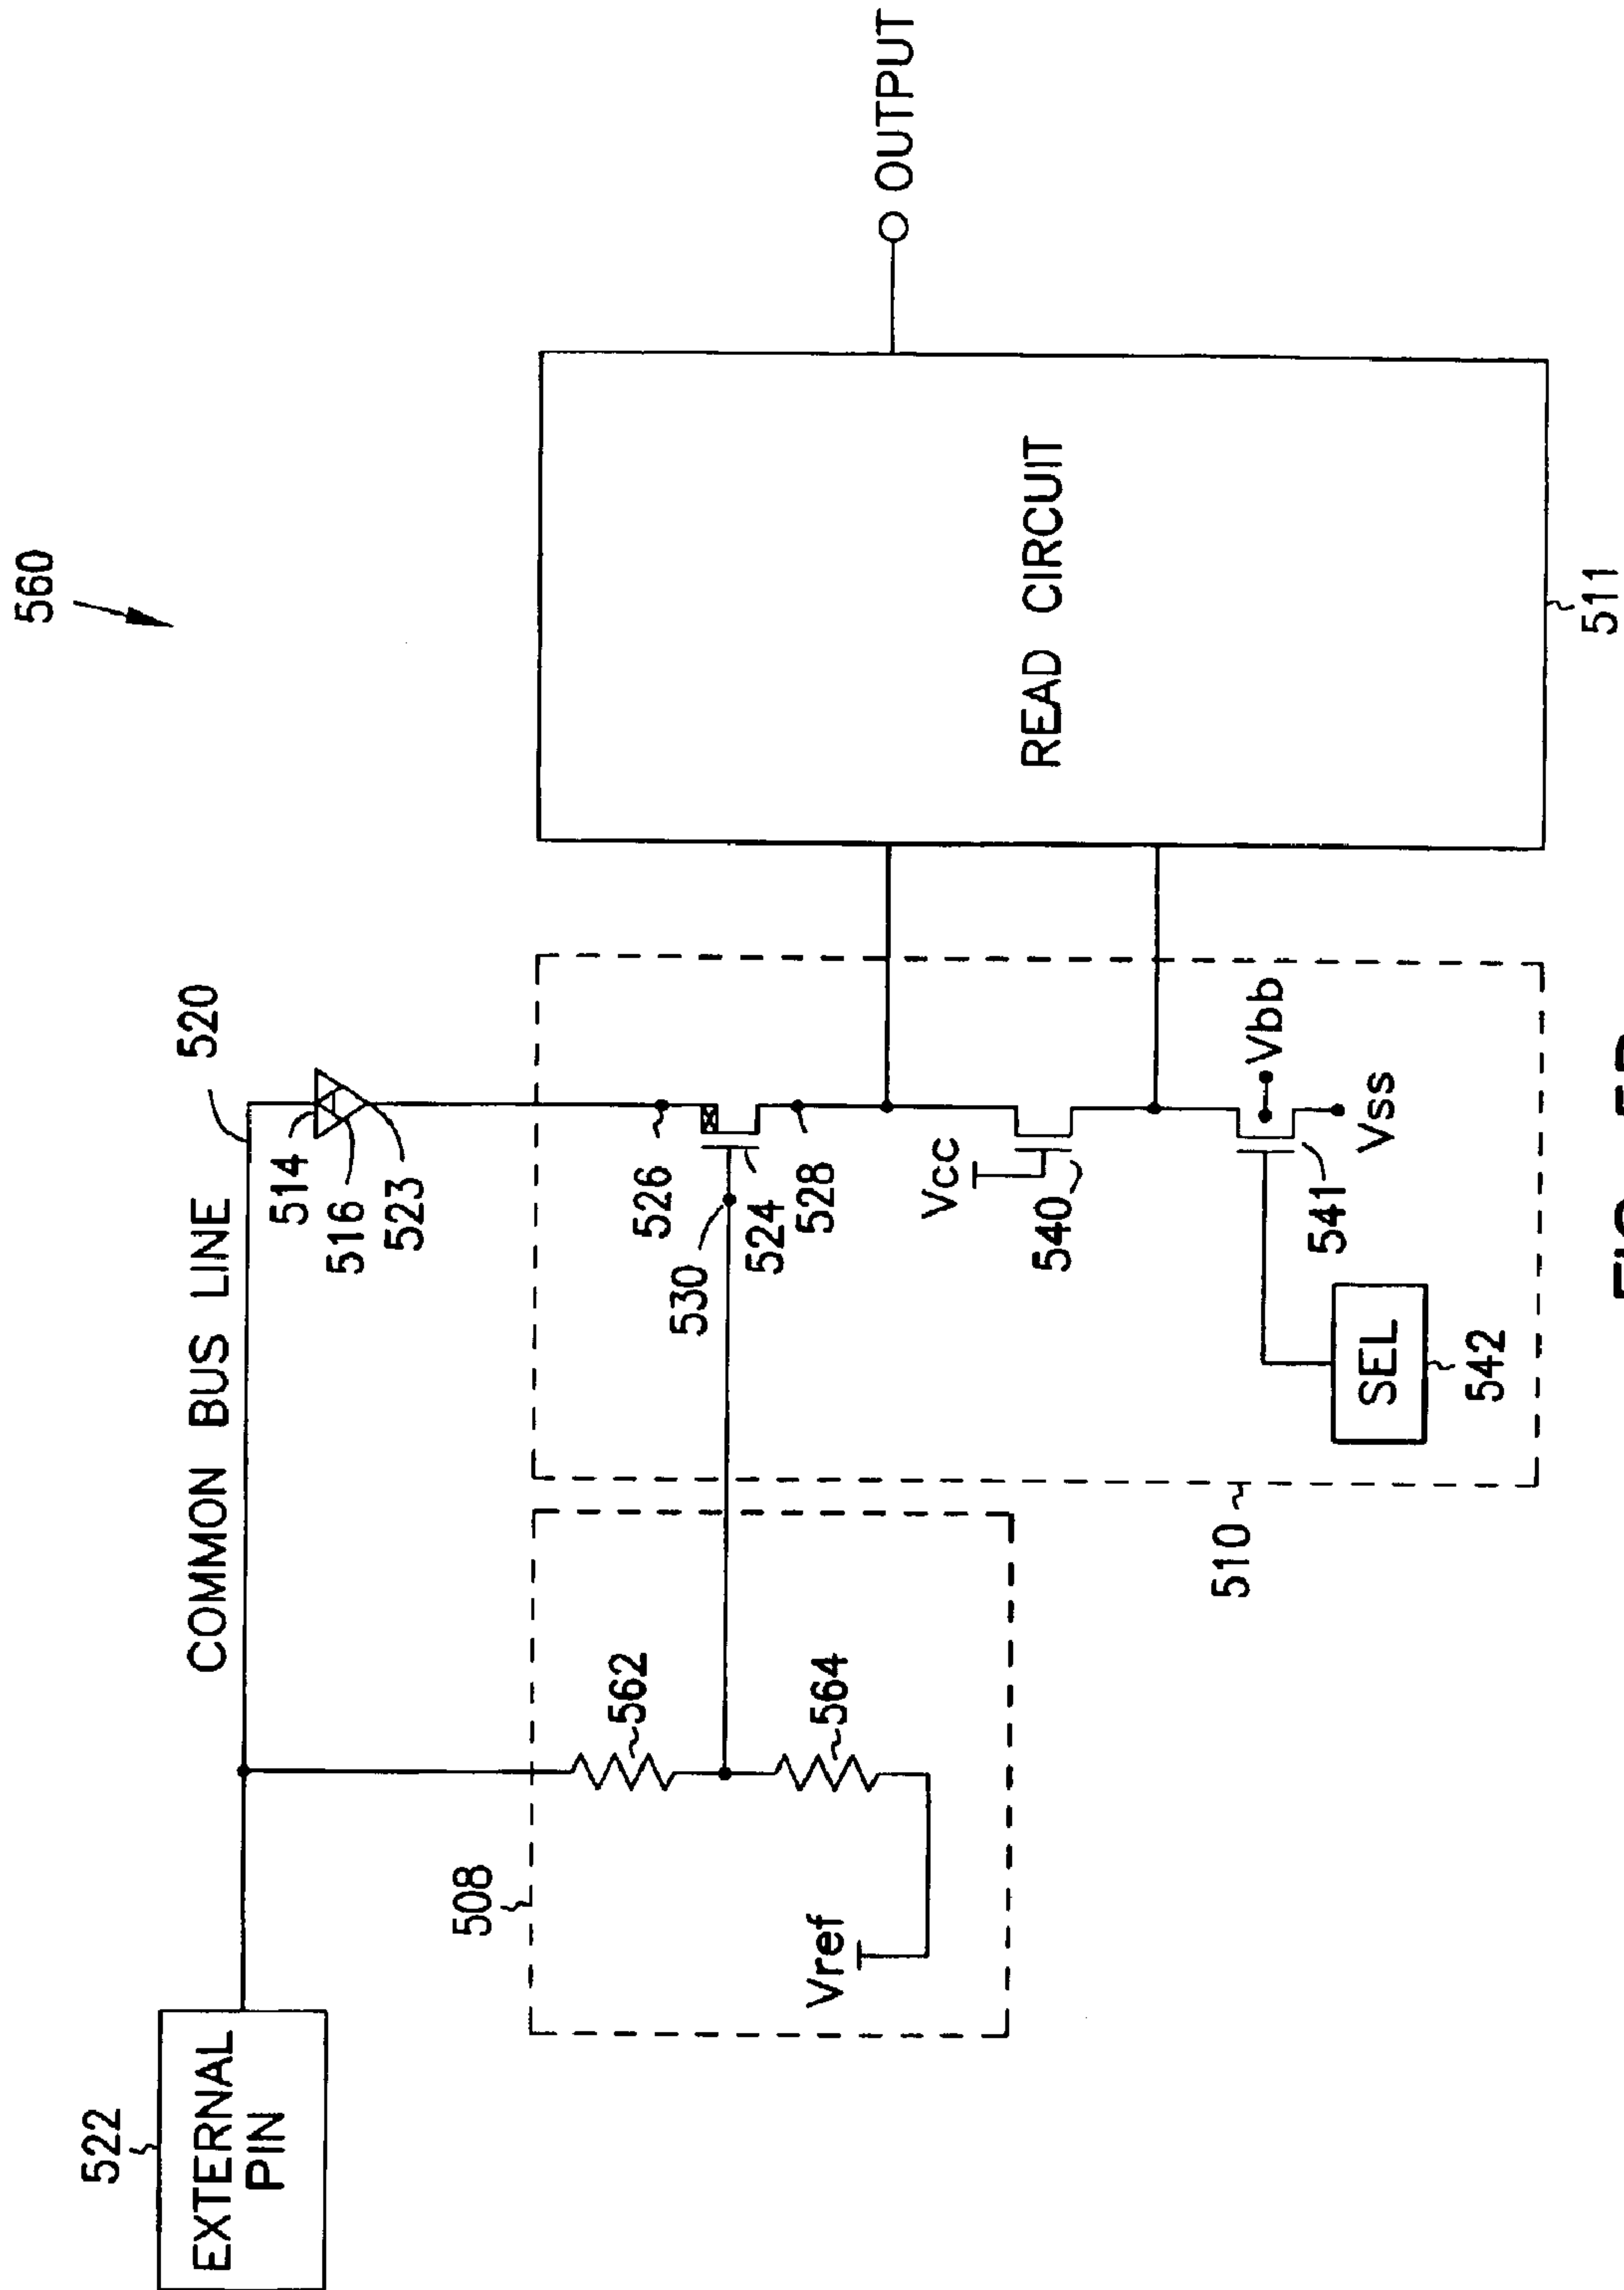 560
522
EXTERNAL
PIN
COMMON BUS LINE
520
514
516
523
508
562
564
Vref
526
530
524
528
Vcc
540
541
Vbb
Vss
SEL
542
510
READ CIRCUIT
511
OUTPUT